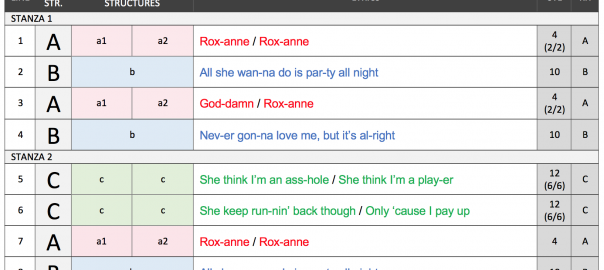 STR. STRUCTURES
STANZA 1
1 A a1 a2 Rox-anne / Rox-anne 4 (2/2) A
2 B b All she wan-na do is par-ty all night 10 B
3 A a1 a2 God-damn / Rox-anne 4 (2/2) A
4 B b Nev-er gon-na love me, but it's al-right 10 B
STANZA 2
5 C c c She think I'm an ass-hole / She think I'm a play-er 12 (6/6) C
6 C c c She keep run-nin' back though / Only 'cause I pay up 12 (6/6) C
7 A a1 a2 Rox-anne / Rox-anne 4 A